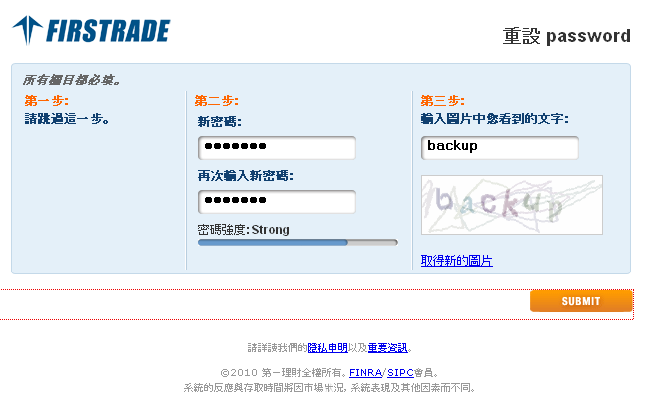 FIRSTRADE
重設 password
所有欄目都必填。
第一步:
請跳過這一步。
第二步:
新密碼:
●●●●●●●
再次輸入新密碼:
●●●●●●●
密碼強度: Strong
第三步:
輸入圖片中您看到的文字:
backup
backup
取得新的圖片
SUBMIT
請詳讀我們的隱私申明以及重要資訊。
©2010 第一理財全權所有。FINRA/SIPC會員。
系統的反應與存取時間將因市場半況, 系統表現及其他因素而不同。